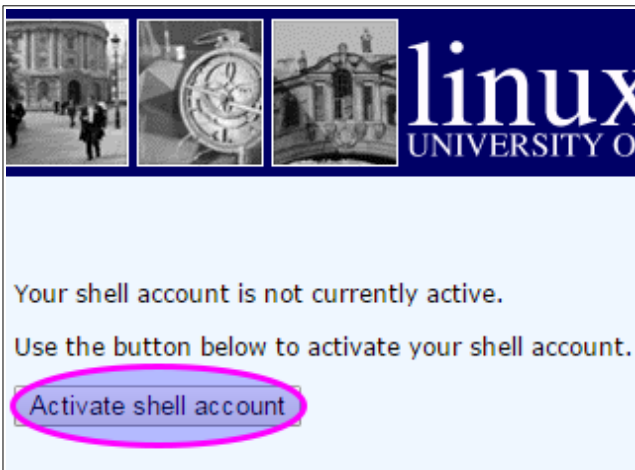 linux
UNIVERSITY O
Your shell account is not currently active.
Use the button below to activate your shell account.
Activate shell account